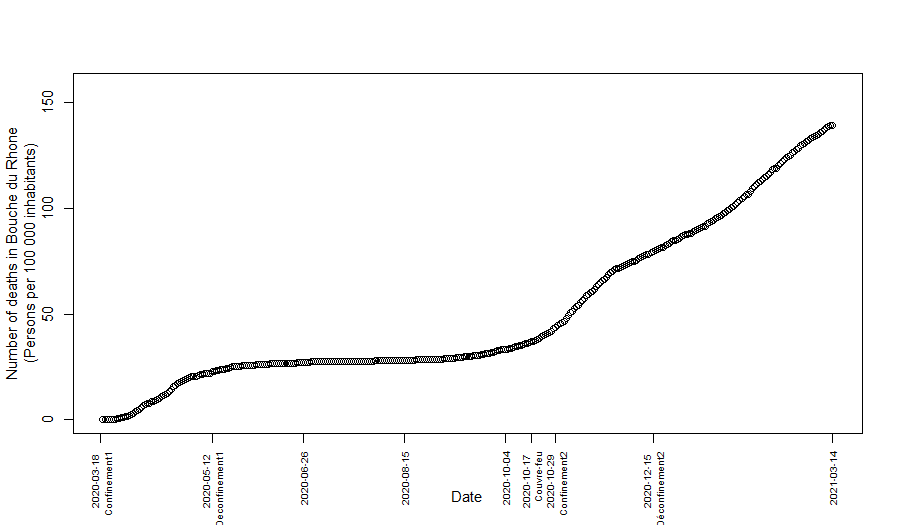 Number of deaths in Bouche du Rhone
(Persons per 100 000 inhabitants)
150
100
50
0
2020-03-18
Confinement1
2020-05-12
Deconfinement1
2020-06-26
2020-08-15
2020-10-04
2020-10-17
Couvre-feu
2020-10-29
Confinement2
2020-12-15
Déconfinement2
2021-03-14
Date